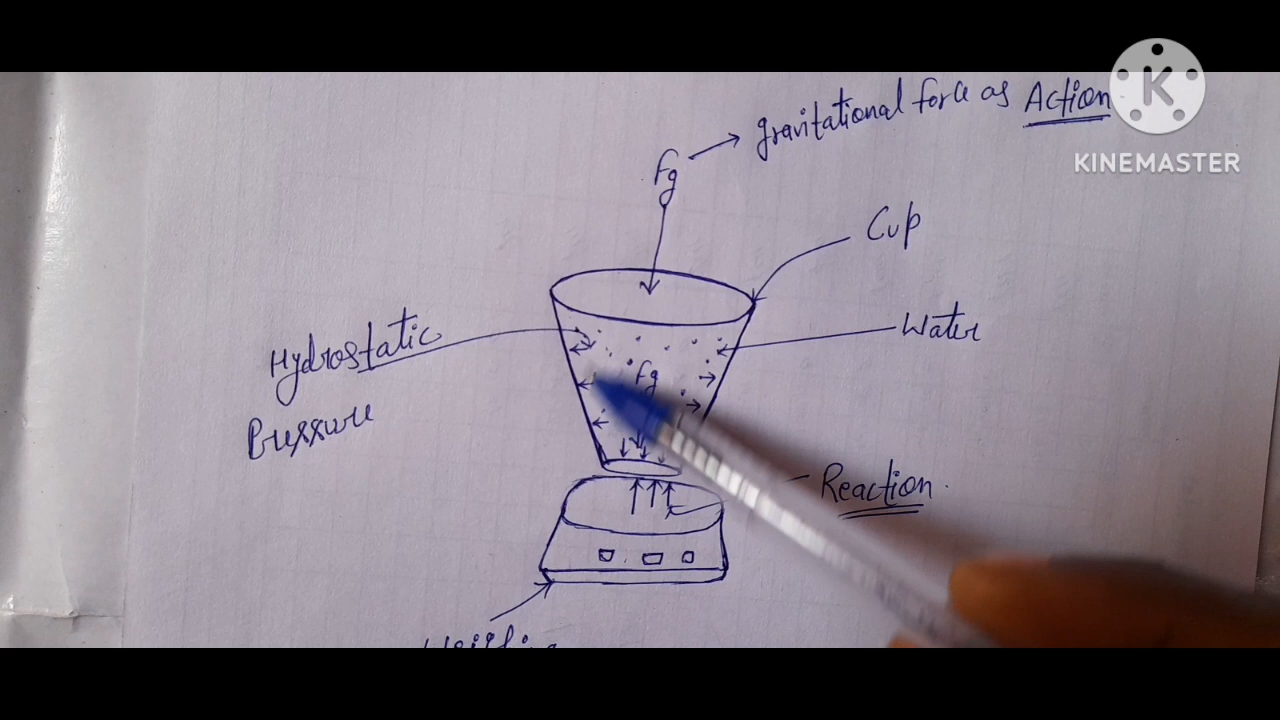 Fg → gravitational force as Action
KINEMASTER
Cup
Hydrostatic
Pressure
Water
Fg
Reaction.